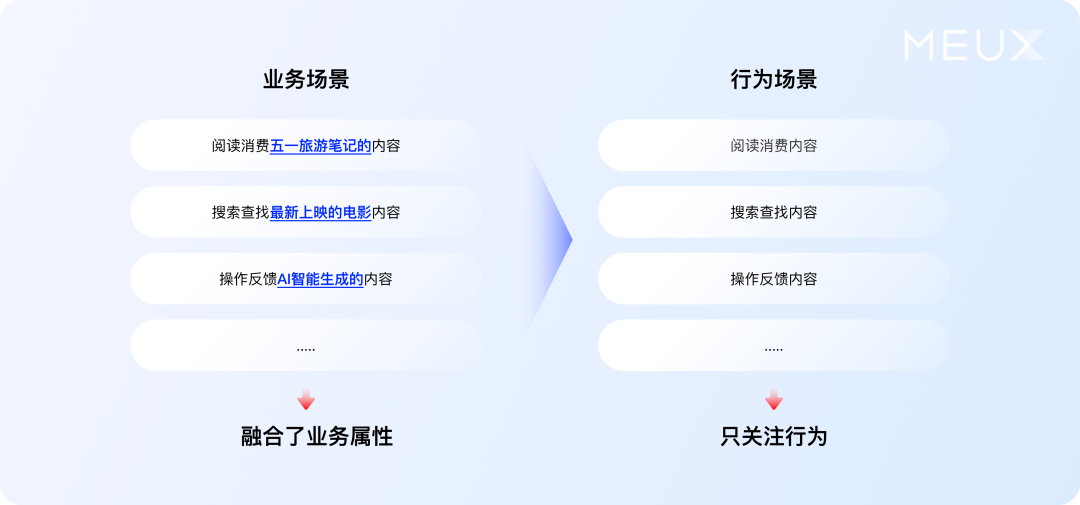 MEUX
业务场景
阅读消费五一旅游笔记的内容
搜索查找最新上映的电影内容
操作反馈AI智能生成的内容
.....
融合了业务属性
行为场景
阅读消费内容
搜索查找内容
操作反馈内容
.....
只关注行为